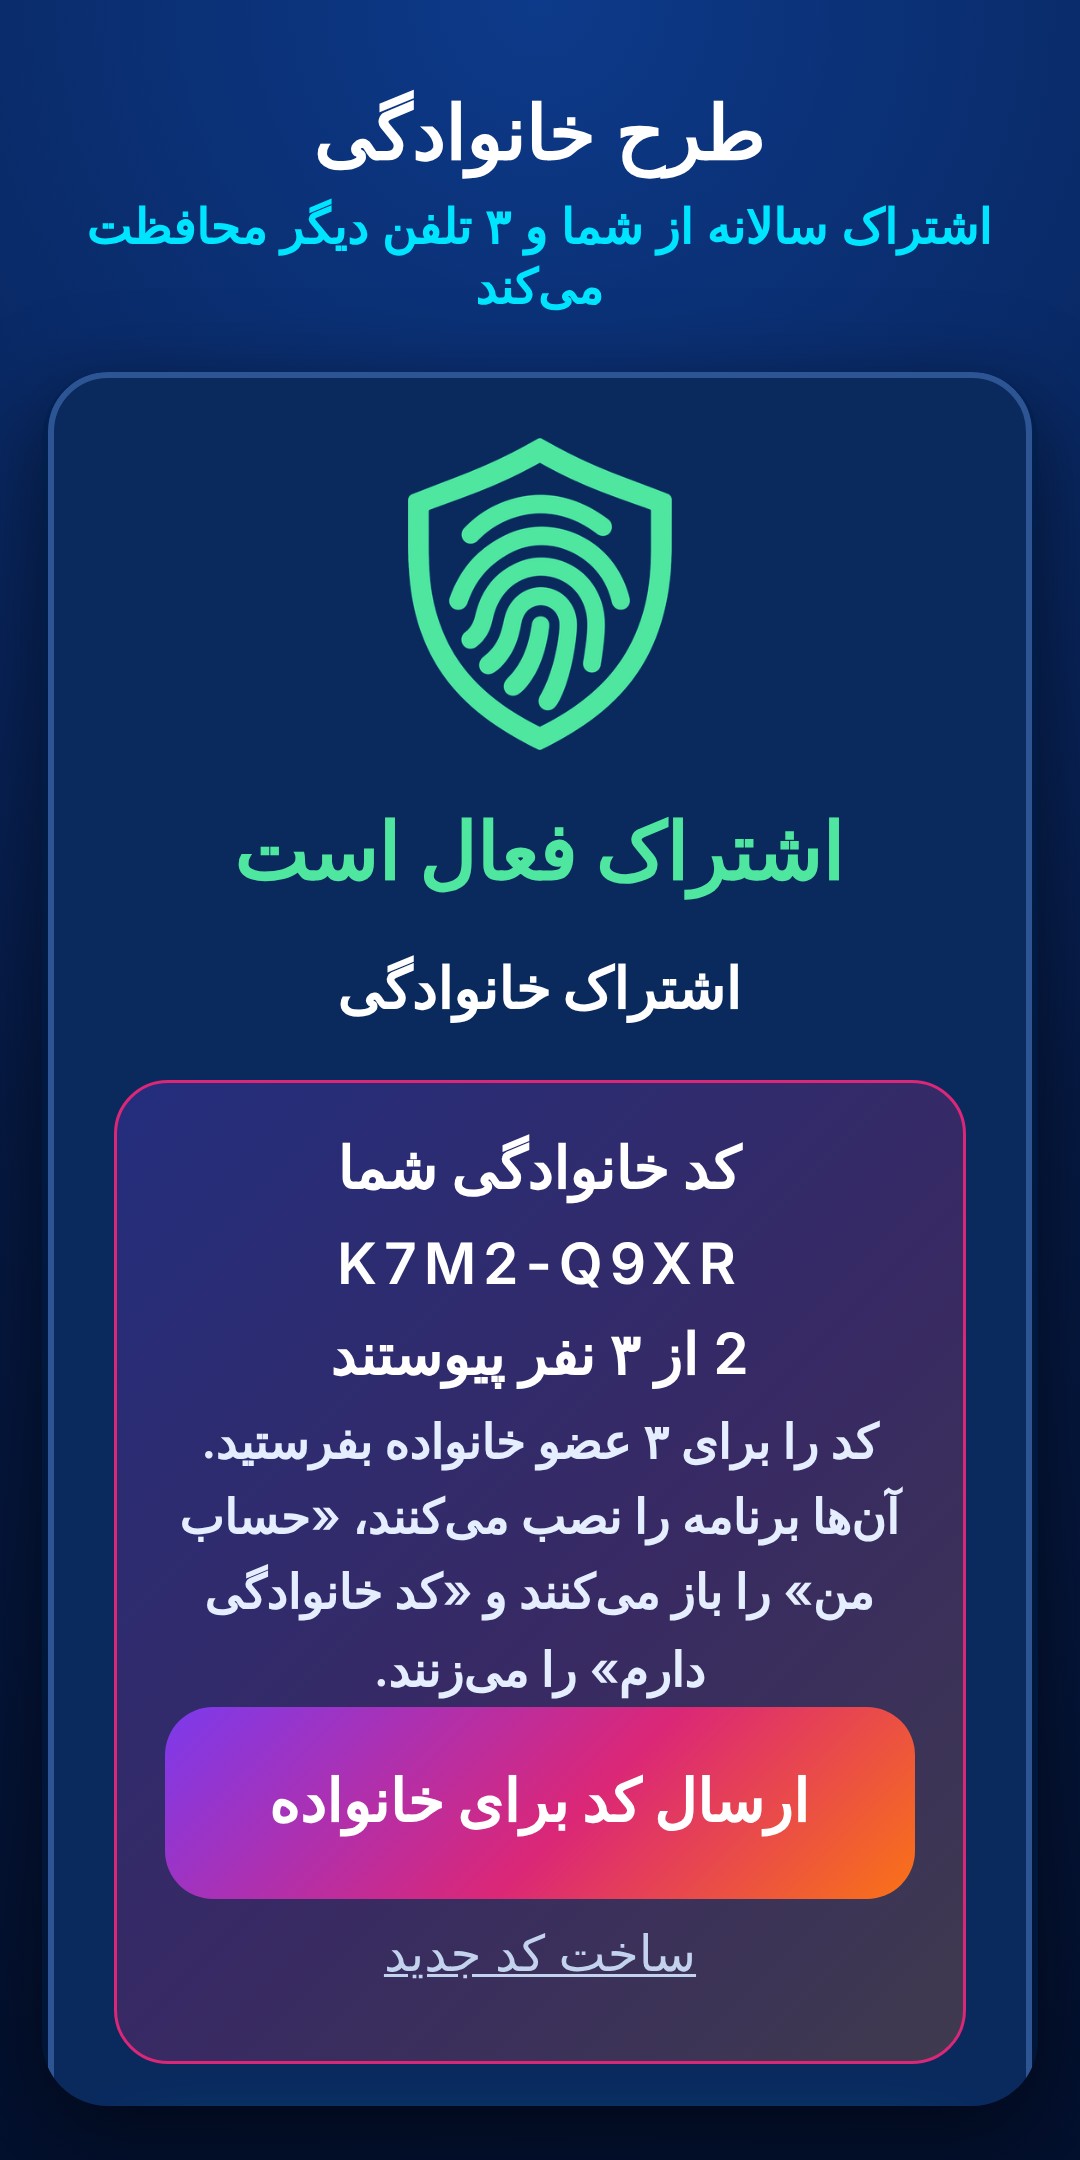 طرح خانوادگی
اشتراک سالانه از شما و ۳ تلفن دیگر محافظت
می‌کند
اشتراک فعال است
اشتراک خانوادگی
کد خانوادگی شما
K7M2-Q9XR
2 از ۳ نفر پیوستند
کد را برای ۳ عضو خانواده بفرستید.
آن‌ها برنامه را نصب می‌کنند، «حساب
من» را باز می‌کنند و «کد خانوادگی
دارم» را می‌زنند.
ارسال کد برای خانواده
ساخت کد جدید